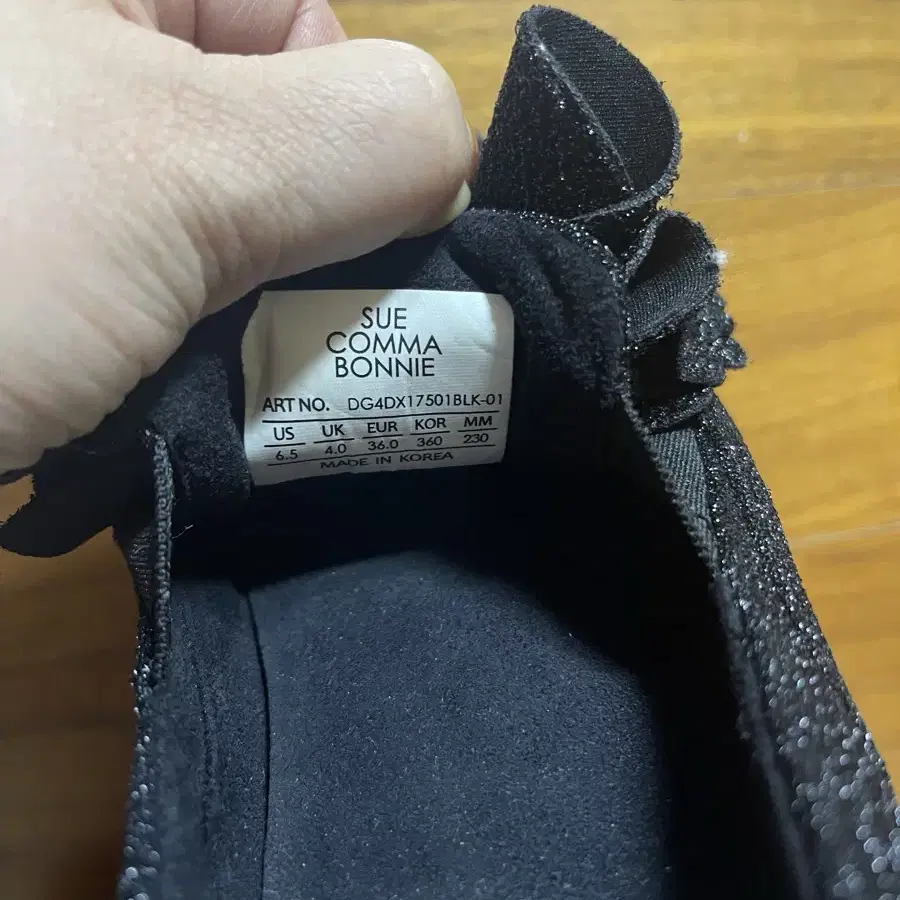 SUE
COMMA
BONNIE
ART NO. DG4DX17501BLK-01
US UK EUR KOR MM
6.5 4.0 36.0 360 230
MADE IN KOREA